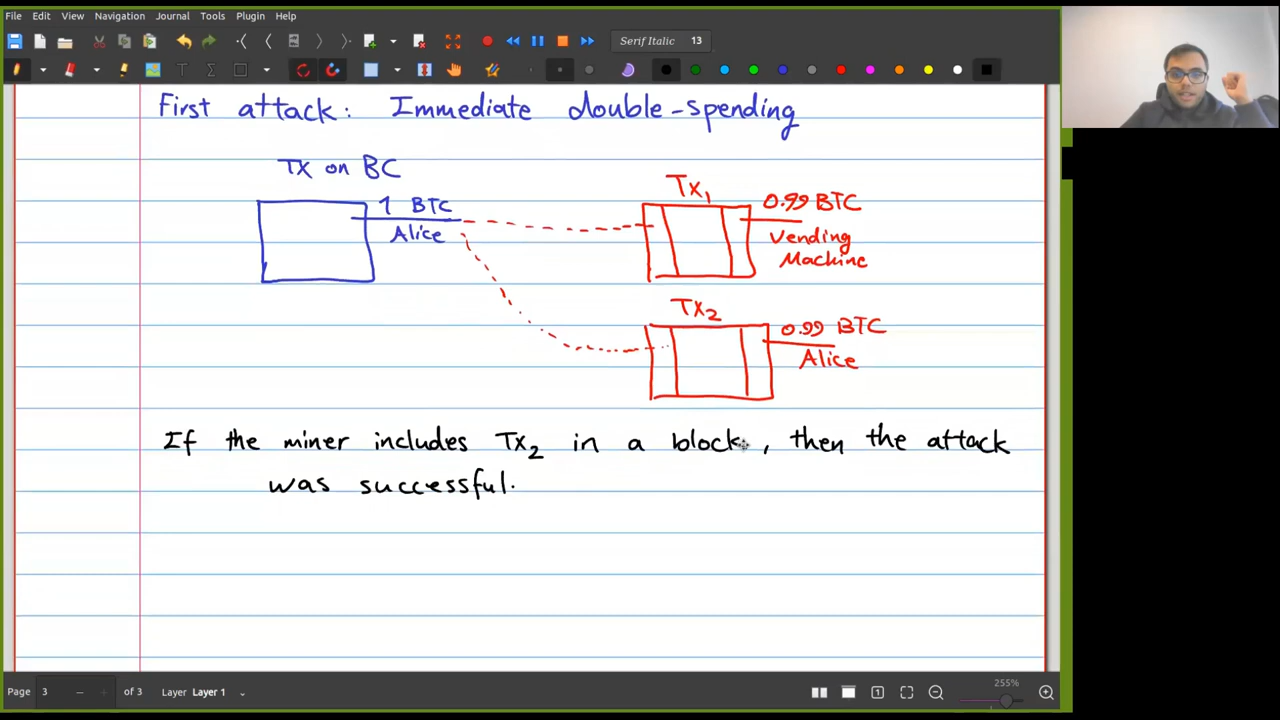 File Edit View Navigation Journal Tools Plugin Help
Serif Italic 13
First attack: Immediate double-spending
TX on BC
1 BTC
Alice
Tx1
0.99 BTC
Vending
Machine
Tx2
0.99 BTC
Alice
If the miner includes Tx2 in a block, then the attack
was successful.
Page 3 of 3 Layer Layer 1
255%